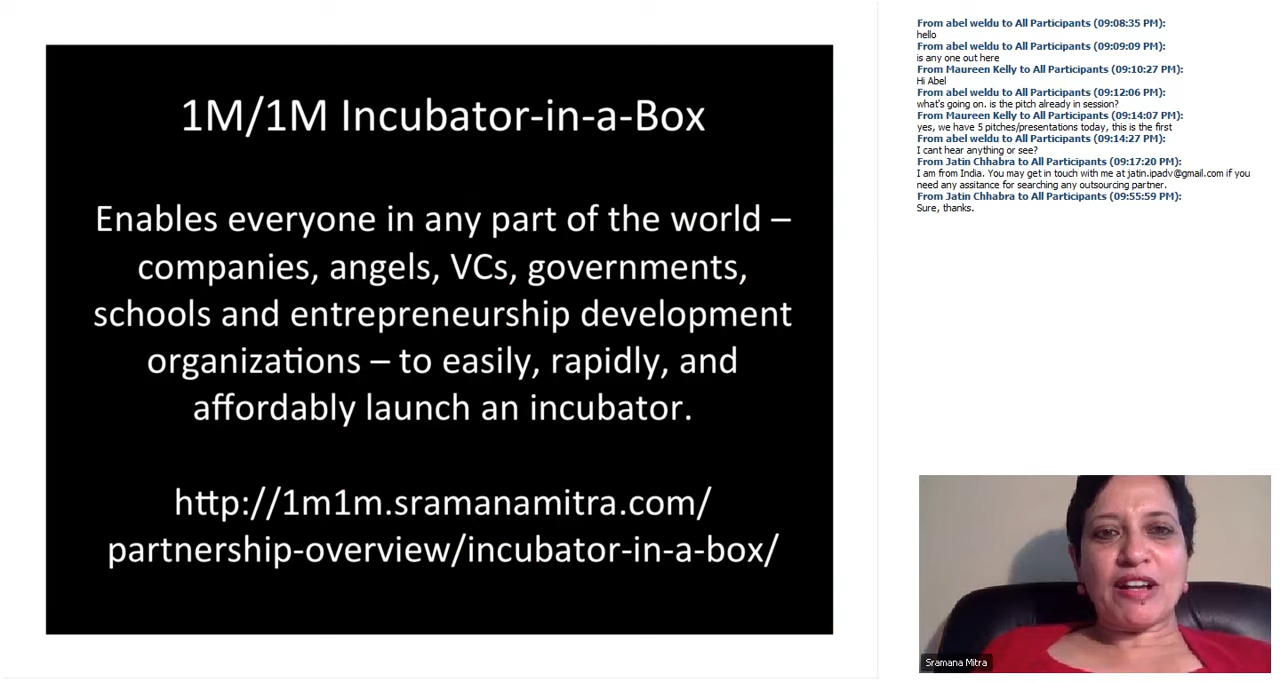 1M/1M Incubator-in-a-Box
Enables everyone in any part of the world –
companies, angels, VCs, governments,
schools and entrepreneurship development
organizations – to easily, rapidly, and
affordably launch an incubator.
http://1m1m.sramanamitra.com/
partnership-overview/incubator-in-a-box/
From abel weldu to All Participants (09:08:35 PM):
hello
From abel weldu to All Participants (09:09:09 PM):
is any one out here
From Maureen Kelly to All Participants (09:10:27 PM):
Hi Abel
From abel weldu to All Participants (09:12:06 PM):
what's going on. is the pitch already in session?
From Maureen Kelly to All Participants (09:14:07 PM):
yes, we have 5 pitches/presentations today, this is the first
From abel weldu to All Participants (09:14:27 PM):
I cant hear anything or see?
From Jatin Chhabra to All Participants (09:17:20 PM):
I am from India. You may get in touch with me at jatin.ipadv@gmail.com if you
need any assitance for searching any outsourcing partner.
From Jatin Chhabra to All Participants (09:55:59 PM):
Sure, thanks.
Sramana Mitra